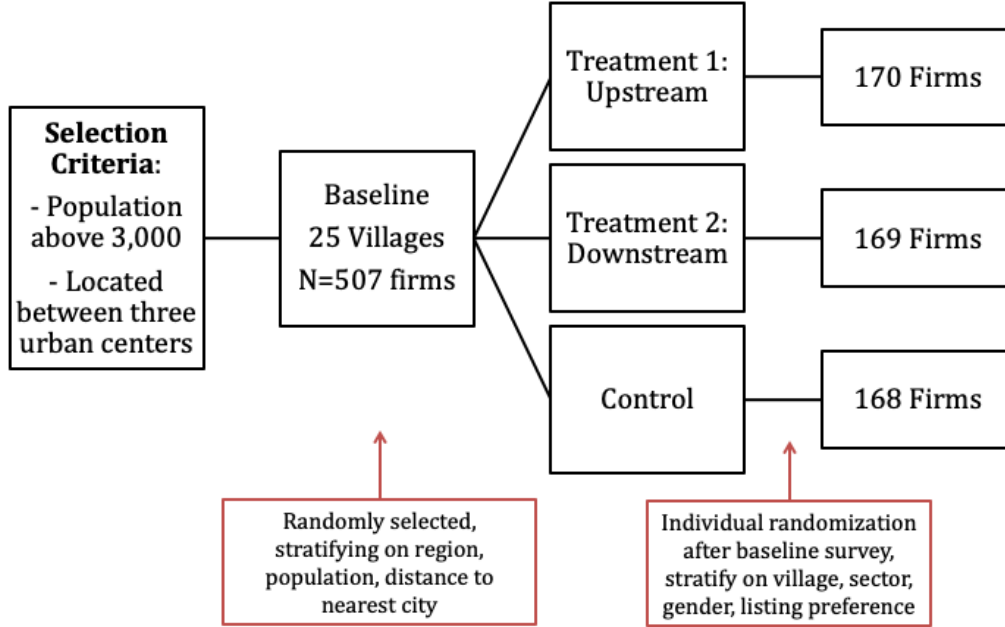 Selection
Criteria:
- Population
above 3,000
- Located
between three
urban centers
Baseline
25 Villages
N=507 firms
Treatment 1:
Upstream
170 Firms
Treatment 2:
Downstream
169 Firms
Control
168 Firms
Randomly selected,
stratifying on region,
population, distance to
nearest city
Individual randomization
after baseline survey,
stratify on village, sector,
gender, listing preference